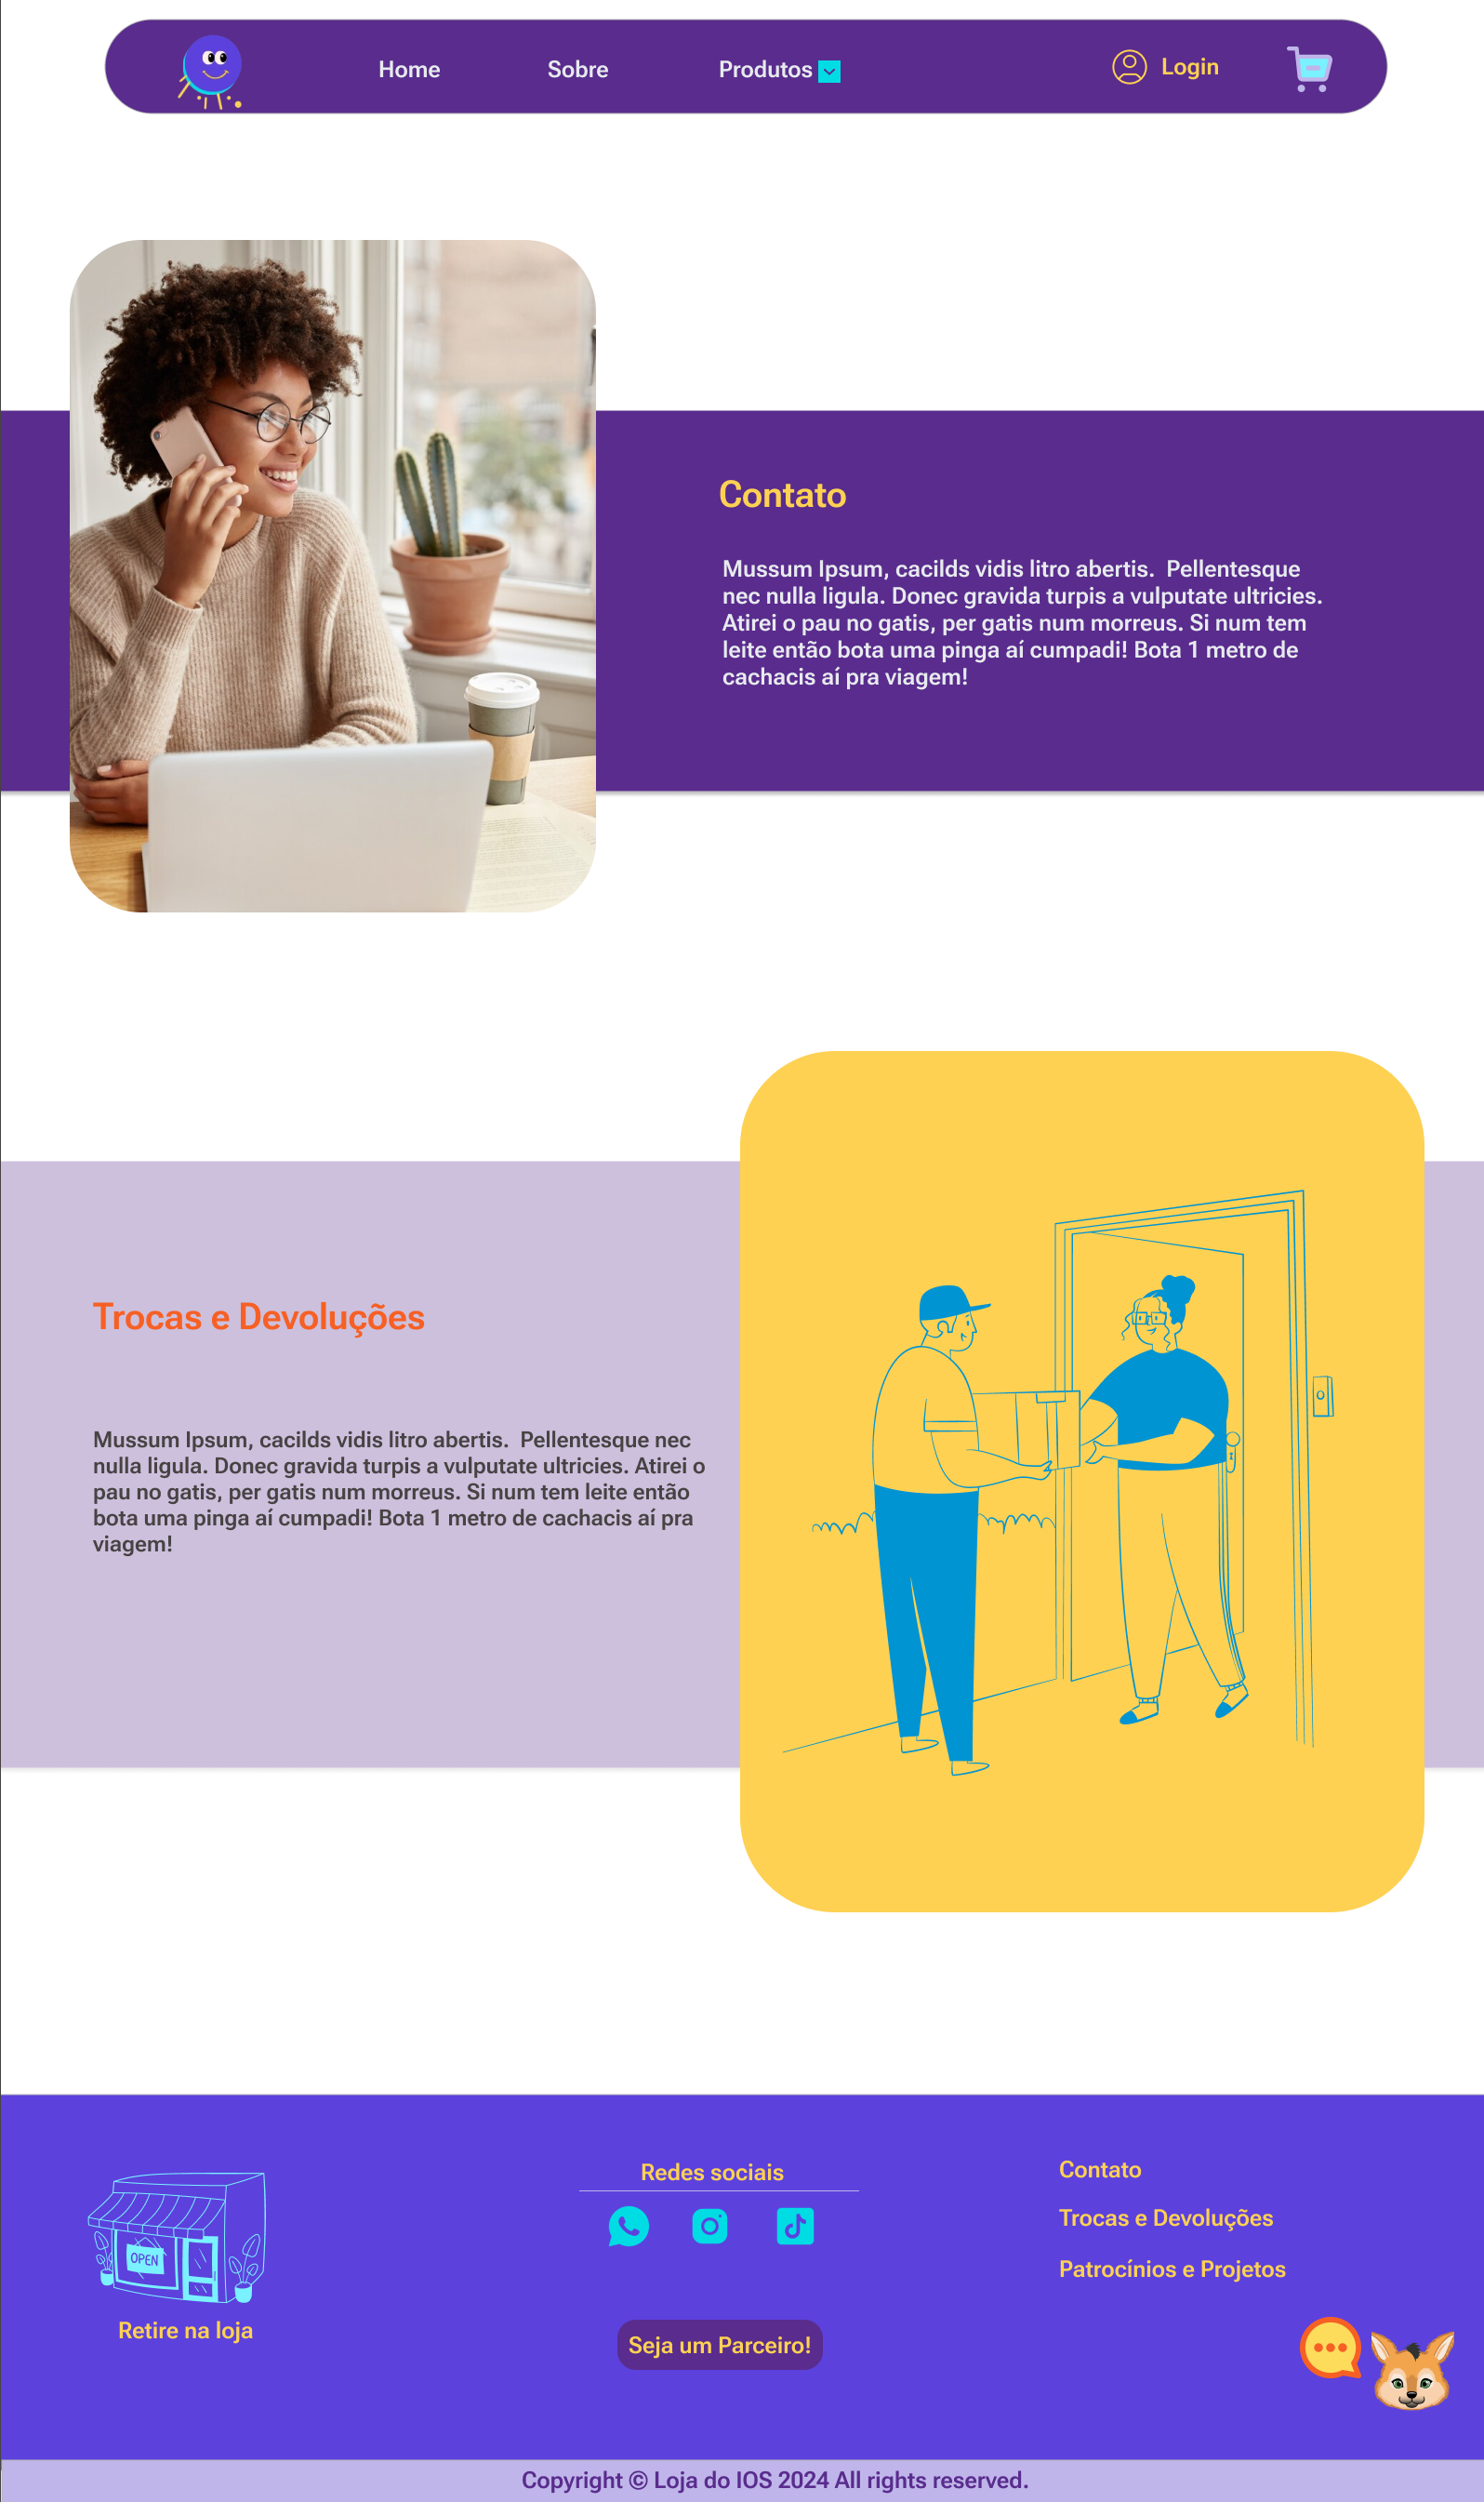 Home
Sobre
Produtos
Login
Contato
Mussum Ipsum, cacilds vidis litro abertis.  Pellentesque
nec nulla ligula. Donec gravida turpis a vulputate ultricies.
Atirei o pau no gatis, per gatis num morreus. Si num tem
leite então bota uma pinga aí cumpadi! Bota 1 metro de
cachacis aí pra viagem!
Trocas e Devoluções
Mussum Ipsum, cacilds vidis litro abertis.  Pellentesque nec
nulla ligula. Donec gravida turpis a vulputate ultricies. Atirei o
pau no gatis, per gatis num morreus. Si num tem leite então
bota uma pinga aí cumpadi! Bota 1 metro de cachacis aí pra
viagem!
OPEN
Retire na loja
Redes sociais
Seja um Parceiro!
Contato
Trocas e Devoluções
Patrocínios e Projetos
Copyright © Loja do IOS 2024 All rights reserved.